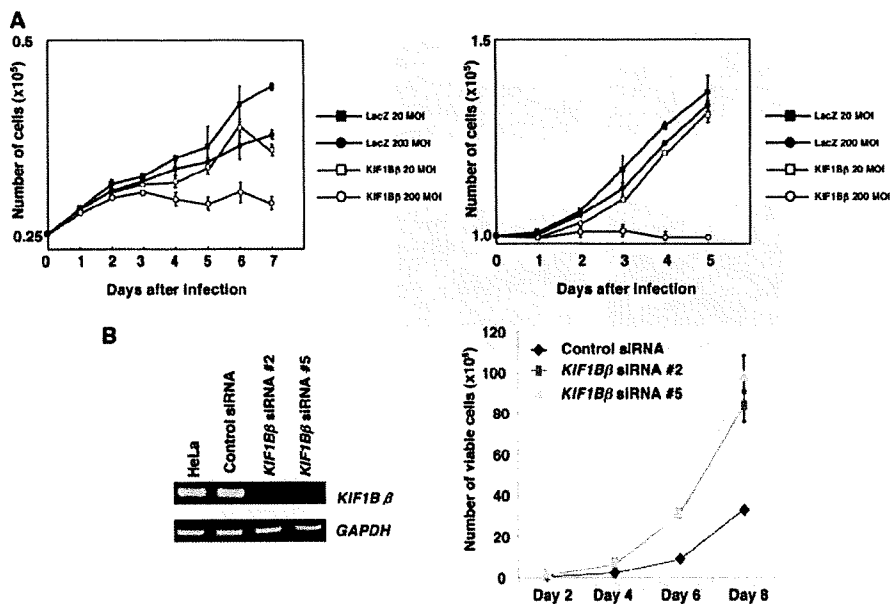 A
0.5
Number of cells (x10⁵)
0.25
0 1 2 3 4 5 6 7
Days after infection
LacZ 20 MOI
LacZ 200 MOI
KIF1Bβ 20 MOI
KIF1Bβ 200 MOI
1.5
Number of cells (x10⁵)
1.0
0 1 2 3 4 5
Days after infection
LacZ 20 MOI
LacZ 200 MOI
KIF1Bβ 20 MOI
KIF1Bβ 200 MOI
B
HeLa
Control siRNA
KIF1Bβ siRNA #2
KIF1Bβ siRNA #5
KIF1B β
GAPDH
Number of viable cells (x10⁵)
120
100
80
60
40
20
0
Control siRNA
KIF1Bβ siRNA #2
KIF1Bβ siRNA #5
Day 2 Day 4 Day 6 Day 8